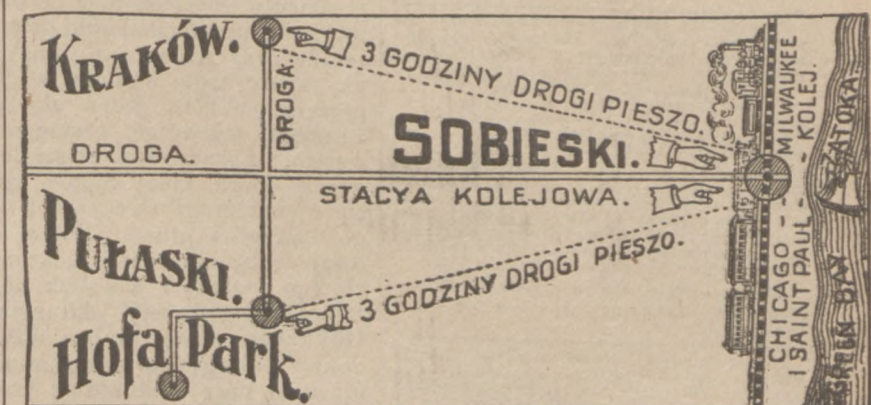 KRAKÓW.
DROGA.
3 GODZINY DROGI PIESZO.
DROGA.
SOBIESKI.
STACYA KOLEJOWA.
PUŁASKI.
3 GODZINY DROGI PIESZO.
Hofa Park.
CHICAGO - MILWAUKEE
I SAINT PAUL - KOLEJ.
GREEN BAY ZATOKA.